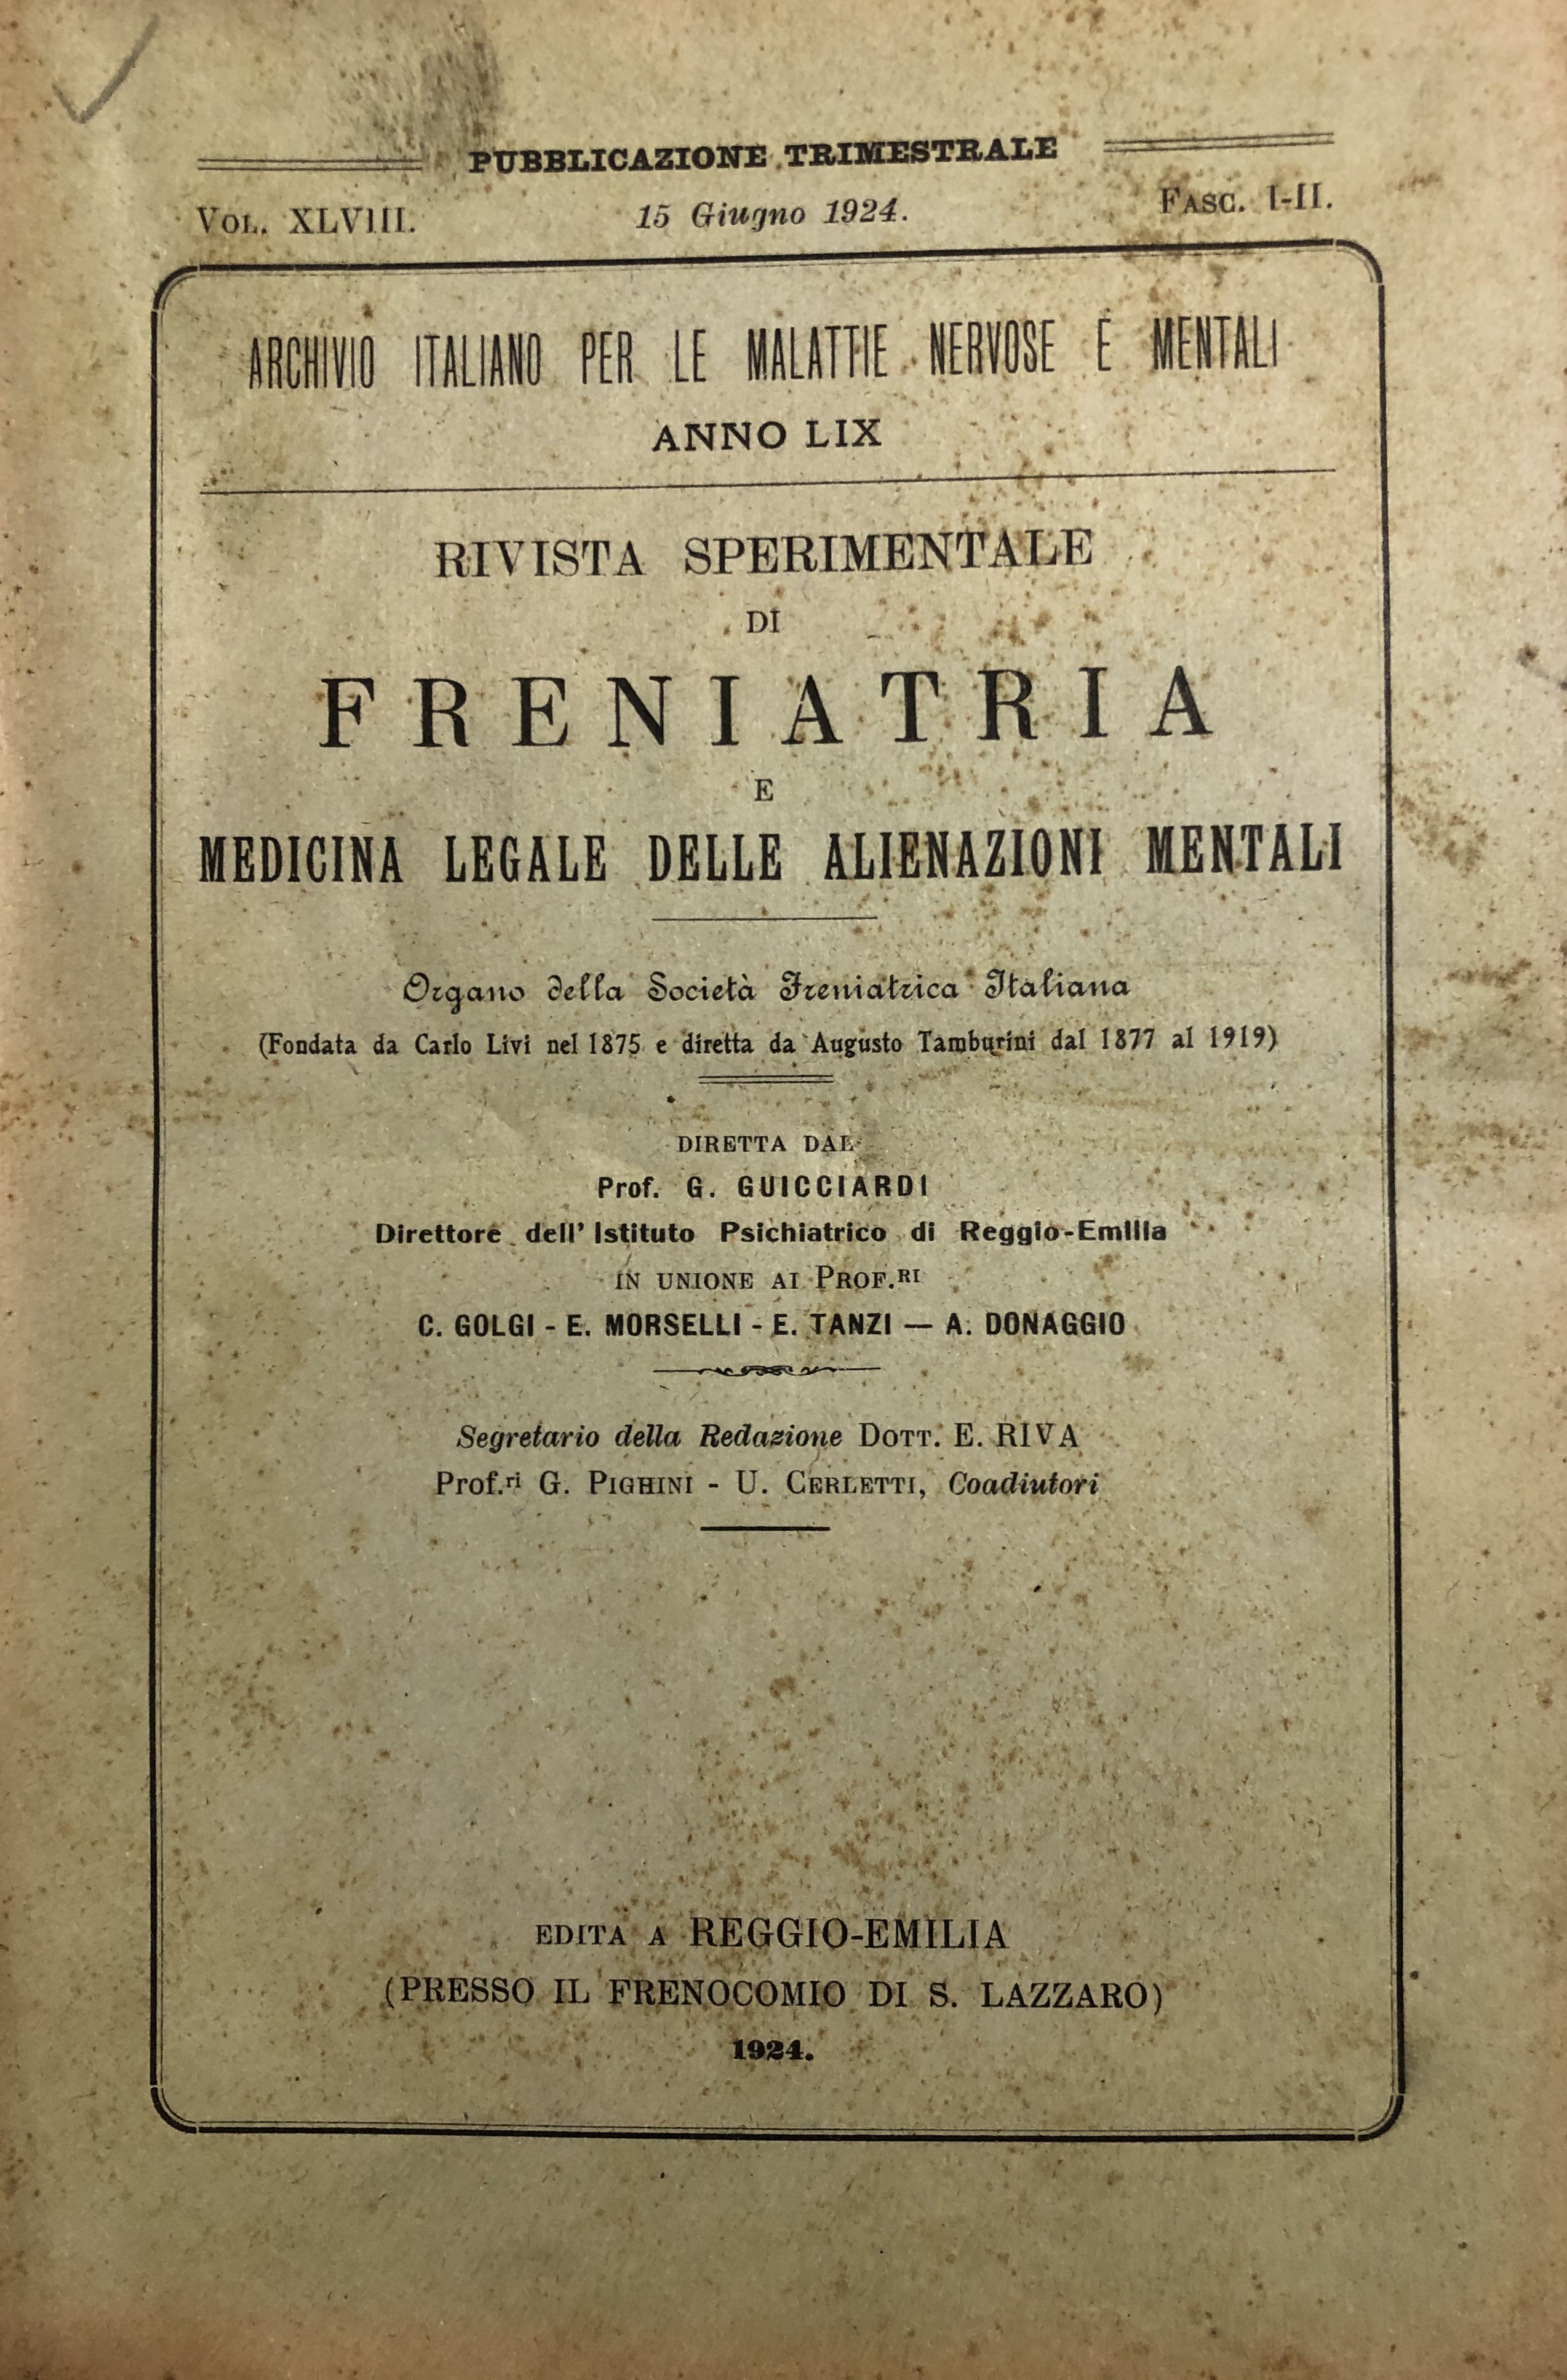 PUBBLICAZIONE TRIMESTRALE
VOL. XLVIII. 15 Giugno 1924. FASC. I-II.
ARCHIVIO ITALIANO PER LE MALATTIE NERVOSE E MENTALI
ANNO LIX
RIVISTA SPERIMENTALE
DI
FRENIATRIA
E
MEDICINA LEGALE DELLE ALIENAZIONI MENTALI
Organo della Società Freniatrica Italiana
(Fondata da Carlo Livi nel 1875 e diretta da Augusto Tamburini dal 1877 al 1919)
DIRETTA DAL
Prof. G. GUICCIARDI
Direttore dell' Istituto Psichiatrico di Reggio-Emilia
IN UNIONE AI PROF.RI
C. GOLGI - E. MORSELLI - E. TANZI — A. DONAGGIO
Segretario della Redazione DOTT. E. RIVA
Prof.ri G. PIGHINI - U. CERLETTI, Coadiutori
EDITA A REGGIO-EMILIA
(PRESSO IL FRENOCOMIO DI S. LAZZARO)
1924.